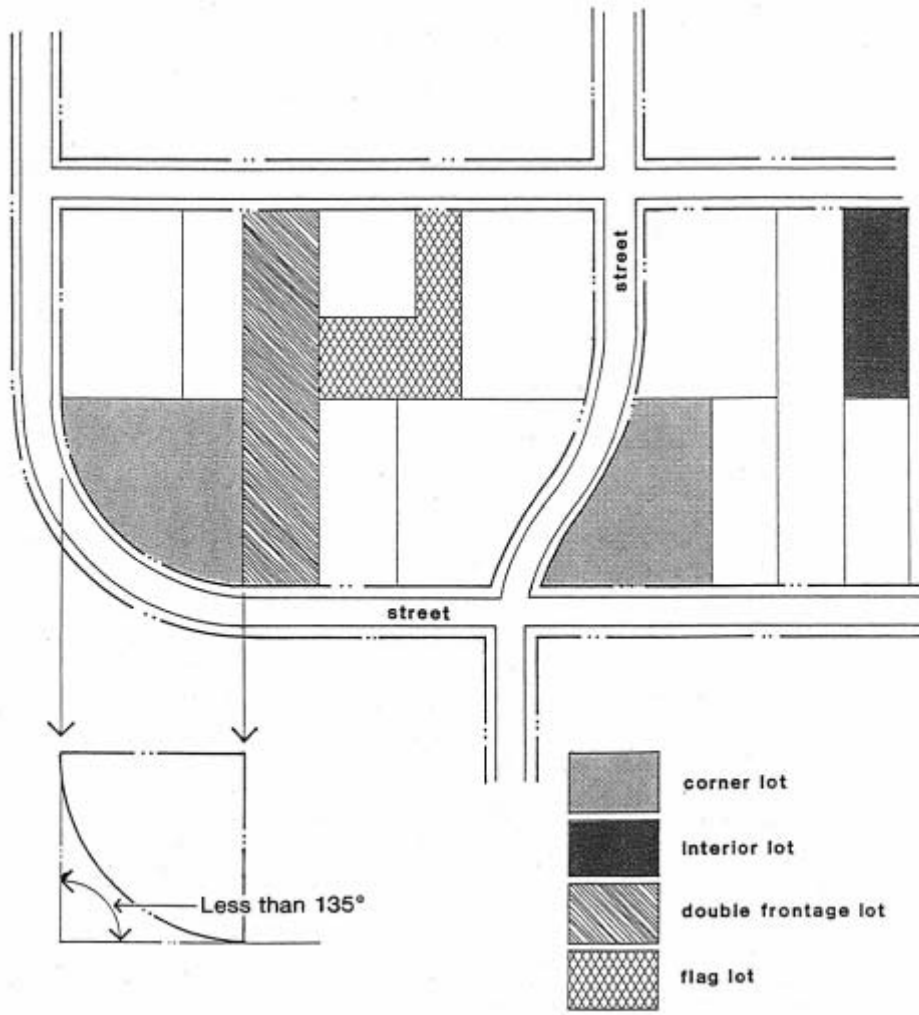 street
street
Less than 135°
corner lot
interior lot
double frontage lot
flag lot